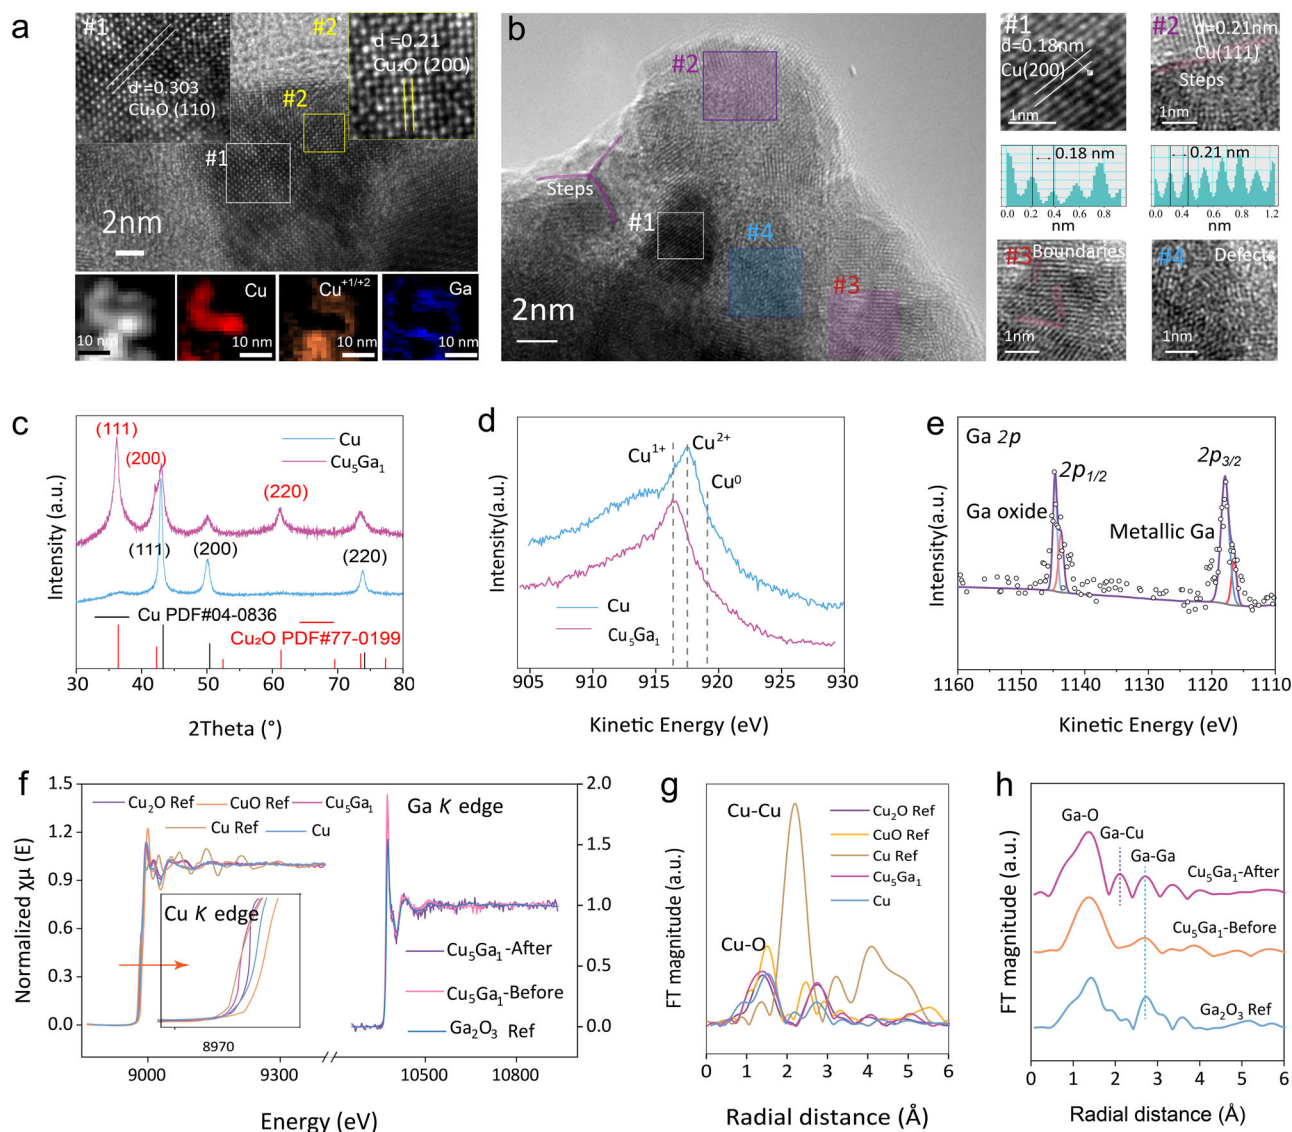 a
#1
d =0.303
Cu₂O (110)
#2
#2
d =0.21
Cu₂O (200)
#1
2nm
10 nm
Cu
10 nm
Cu+1/+2
10 nm
Ga
10 nm
b
#2
Steps
#1
#4
#3
2nm
#1
d=0.18nm
Cu(200)
1nm
#2
d=0.21nm
Cu(111)
Steps
1nm
0.18 nm
0.0 0.4 0.8
nm
0.21 nm
0.0 0.4 0.8 1.2
nm
#3
Boundaries
1nm
#4
Defects
1nm
c
(111)
(200)
(220)
Cu
Cu5Ga1
(111)
(200)
(220)
Cu PDF#04-0836
Cu₂O PDF#77-0199
30 40 50 60 70 80
2Theta (°)
Intensity (a.u.)
d
Cu1+
Cu2+
Cu0
Cu
Cu5Ga1
905 910 915 920 925 930
Kinetic Energy (eV)
Intensity(a.u.)
e
Ga 2p
2p1/2
2p3/2
Ga oxide
Metallic Ga
1160 1150 1140 1130 1120 1110
Kinetic Energy (eV)
Intensity(a.u.)
f
Cu2O Ref
CuO Ref
Cu5Ga1
Cu Ref
Cu
Ga K edge
Cu K edge
8970
Cu5Ga1-After
Cu5Ga1-Before
Ga2O3 Ref
1.5
1.2
0.9
0.6
0.3
0.0
2.0
1.5
1.0
0.5
0.0
9000 9300 10500 10800
Energy (eV)
Normalized χμ (E)
g
Cu-Cu
Cu-O
Cu2O Ref
CuO Ref
Cu Ref
Cu5Ga1
Cu
0 1 2 3 4 5 6
Radial distance (Å)
FT magnitude (a.u.)
h
Ga-O
Ga-Cu
Ga-Ga
Cu5Ga1-After
Cu5Ga1-Before
Ga2O3 Ref
0 1 2 3 4 5 6
Radial distance (Å)
FT magnitude (a.u.)